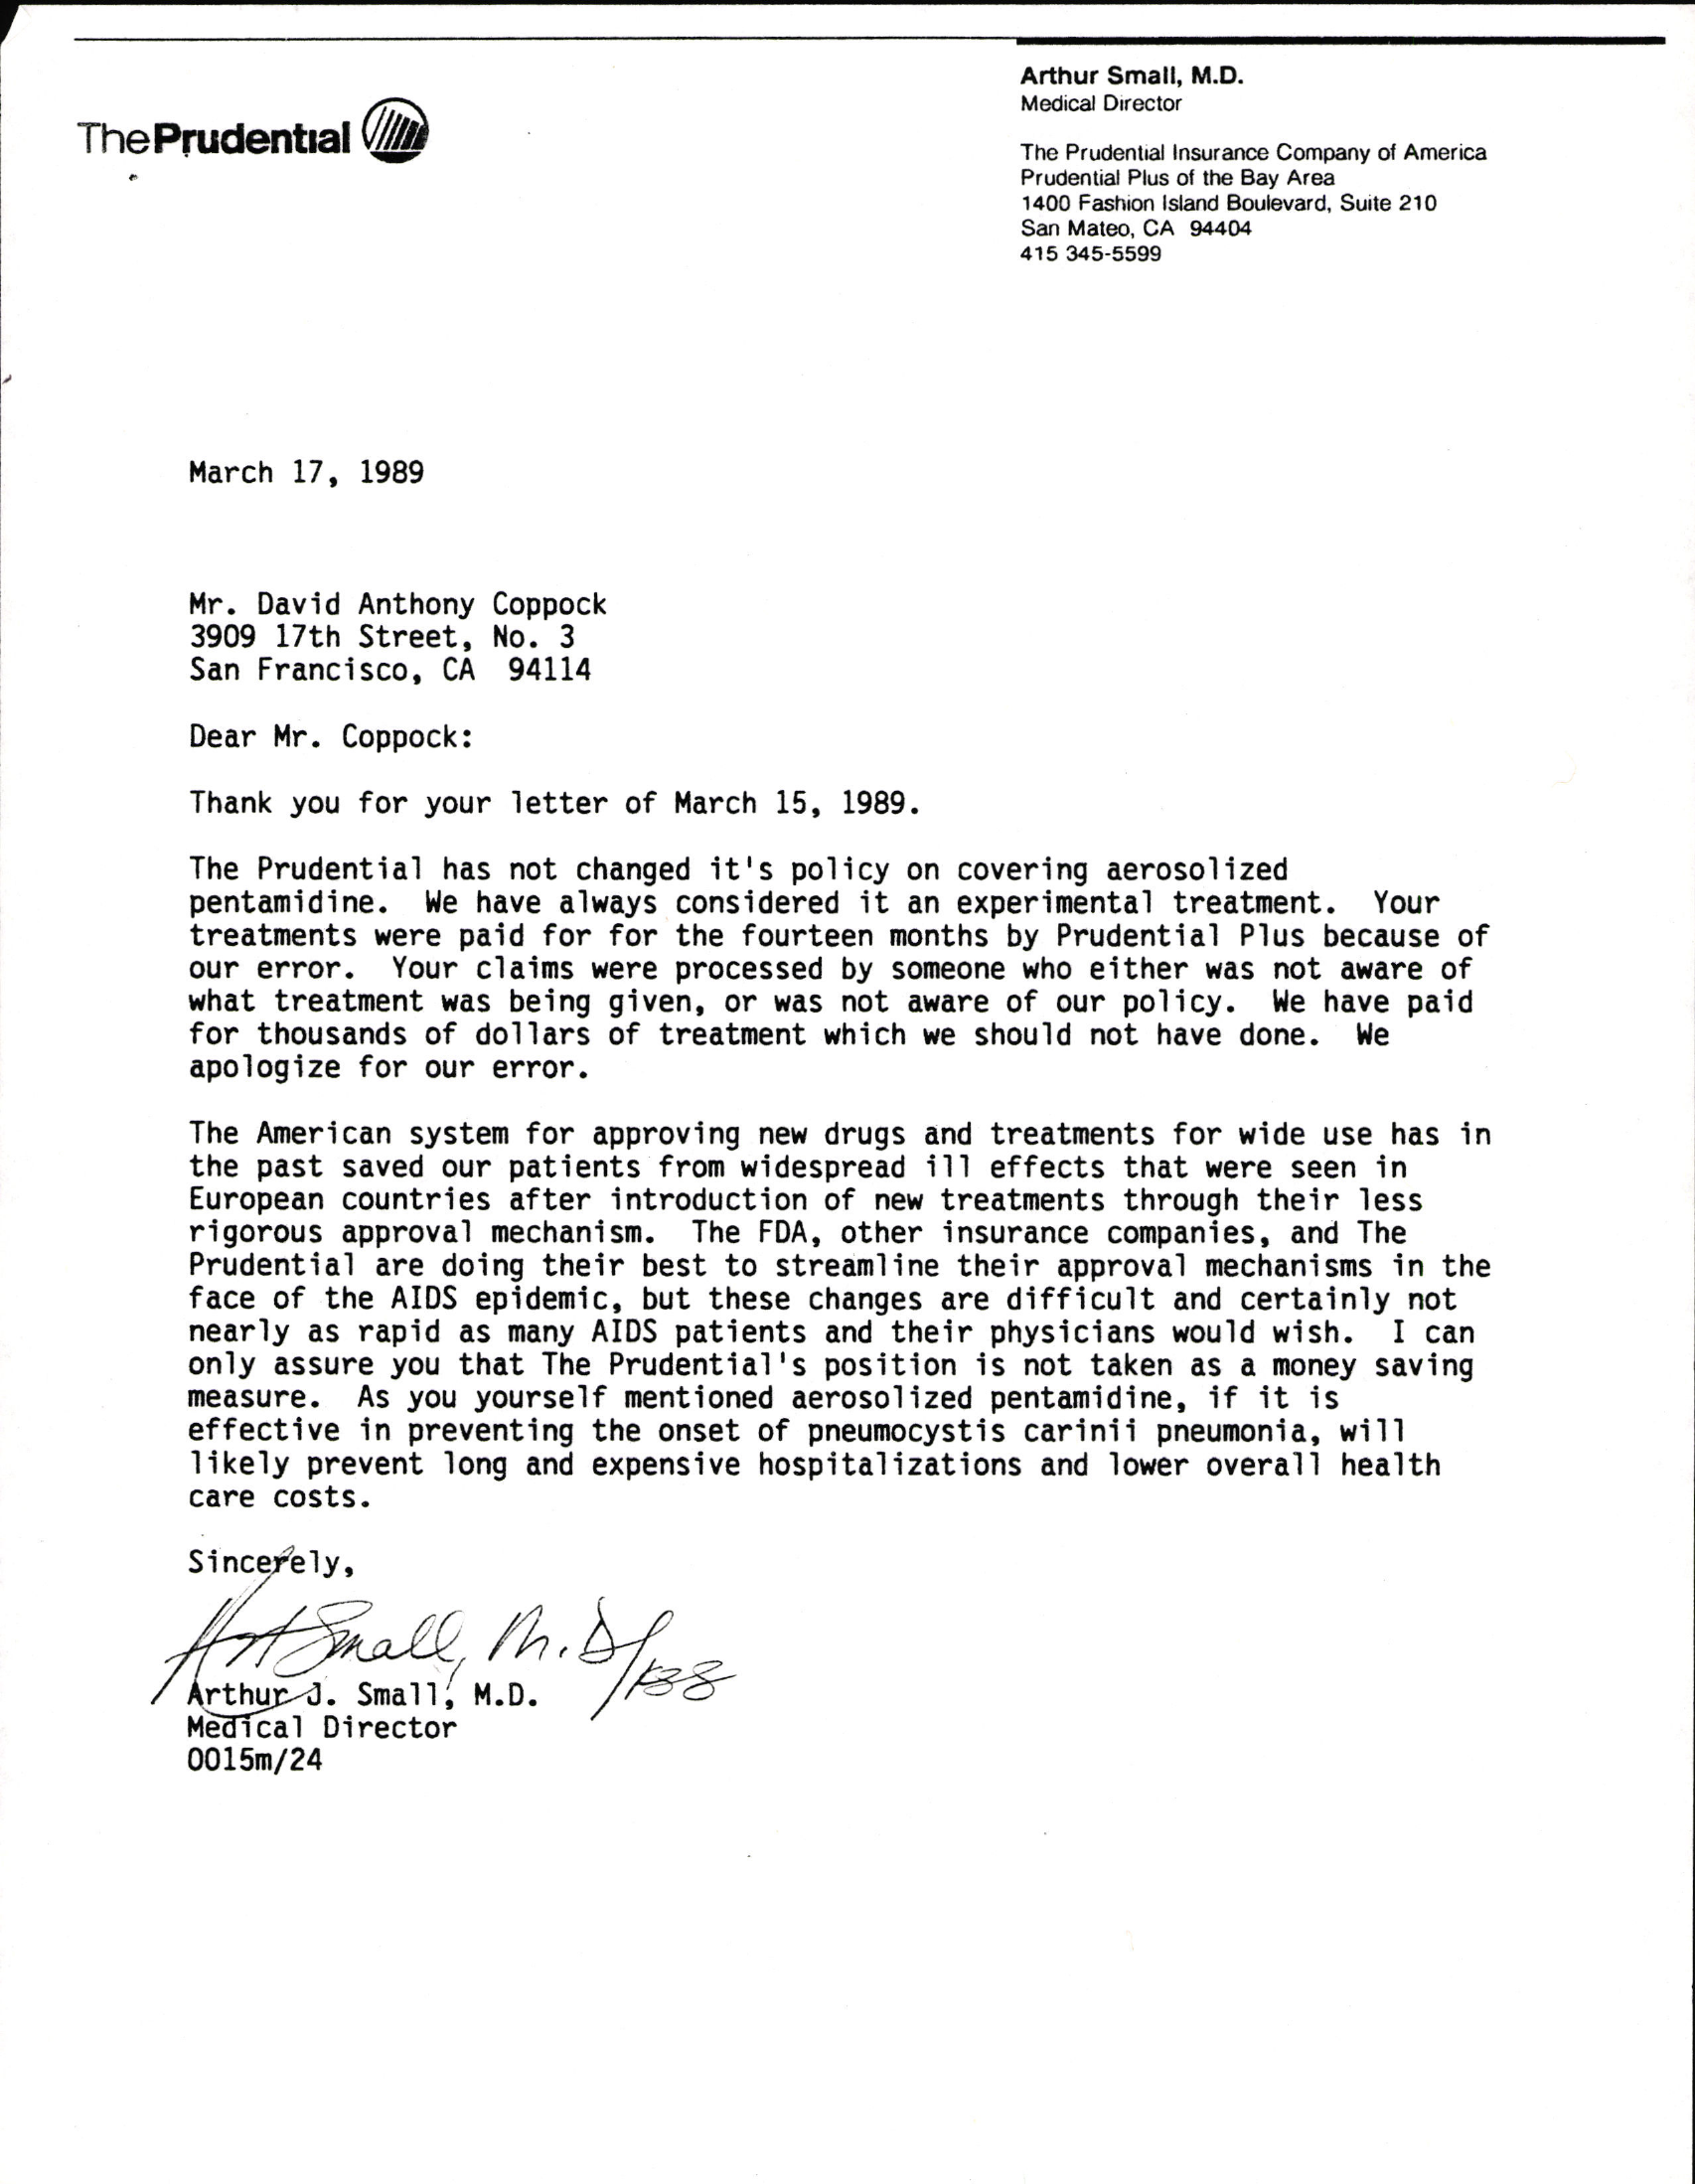 The Prudential
Arthur Small, M.D.
Medical Director
The Prudential Insurance Company of America
Prudential Plus of the Bay Area
1400 Fashion Island Boulevard, Suite 210
San Mateo, CA 94404
415 345-5599
March 17, 1989
Mr. David Anthony Coppock
3909 17th Street, No. 3
San Francisco, CA 94114
Dear Mr. Coppock:
Thank you for your letter of March 15, 1989.
The Prudential has not changed it's policy on covering aerosolized
pentamidine. We have always considered it an experimental treatment. Your
treatments were paid for for the fourteen months by Prudential Plus because of
our error. Your claims were processed by someone who either was not aware of
what treatment was being given, or was not aware of our policy. We have paid
for thousands of dollars of treatment which we should not have done. We
apologize for our error.
The American system for approving new drugs and treatments for wide use has in
the past saved our patients from widespread ill effects that were seen in
European countries after introduction of new treatments through their less
rigorous approval mechanism. The FDA, other insurance companies, and The
Prudential are doing their best to streamline their approval mechanisms in the
face of the AIDS epidemic, but these changes are difficult and certainly not
nearly as rapid as many AIDS patients and their physicians would wish. I can
only assure you that The Prudential's position is not taken as a money saving
measure. As you yourself mentioned aerosolized pentamidine, if it is
effective in preventing the onset of pneumocystis carinii pneumonia, will
likely prevent long and expensive hospitalizations and lower overall health
care costs.
Sincerely,
Art Small, M.D/
Arthur J. Small, M.D.
Medical Director
0015m/24